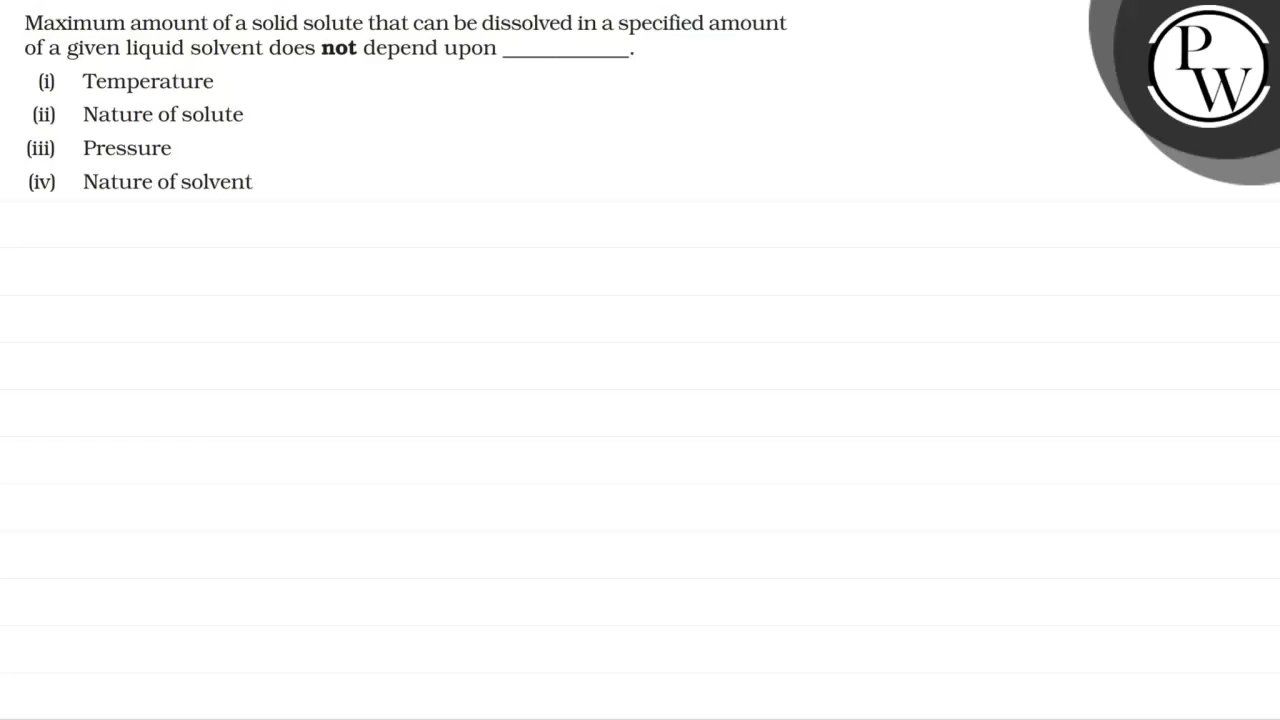 Maximum amount of a solid solute that can be dissolved in a specified amount
of a given liquid solvent does not depend upon ____________.
(i) Temperature
(ii) Nature of solute
(iii) Pressure
(iv) Nature of solvent
PW